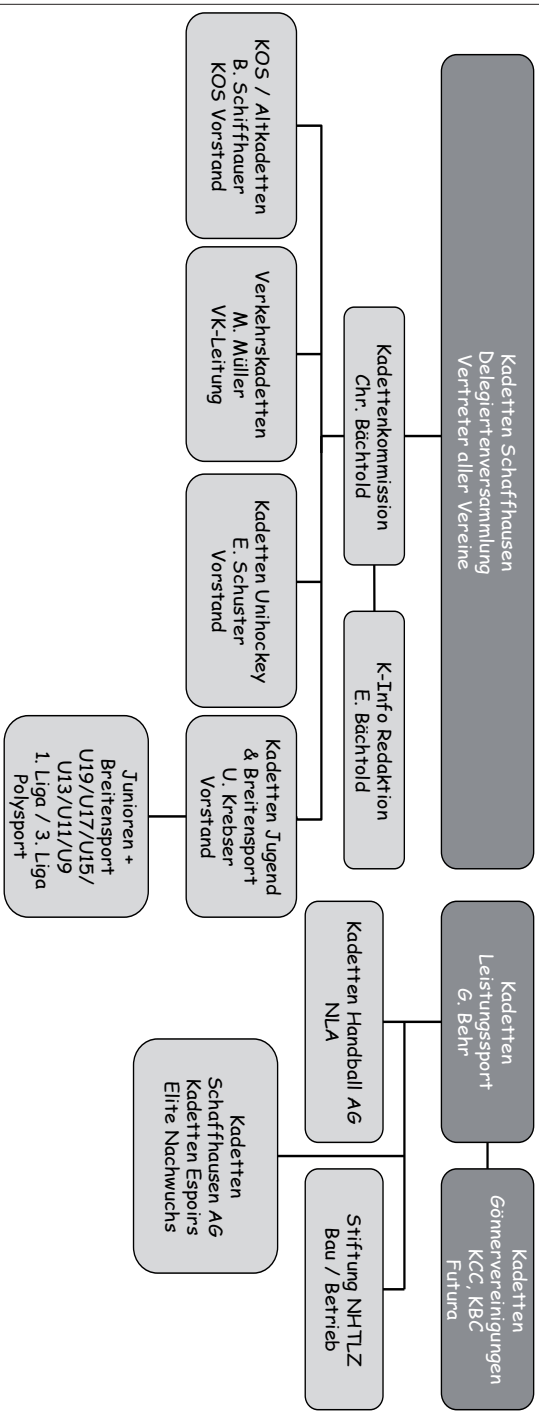 Kadetten Schaffhausen
Delegiertenversammlung
Vertreter aller Vereine
Kadetten
Leistungssport
G. Behr
Kadetten
Gönnervereinigungen
KCC, KBC
Futura
Kadettenkommission
Chr. Bächtold
K-Info Redaktion
E. Bächtold
Kadetten Handball AG
NLA
Stiftung NHTLZ
Bau / Betrieb
KOS / Altkadetten
B. Schiffhauer
KOS Vorstand
Verkehrskadetten
M. Müller
VK-Leitung
Kadetten Unihockey
E. Schuster
Vorstand
Kadetten Jugend
& Breitensport
U. Krebser
Vorstand
Kadetten
Schaffhausen AG
Kadetten Espoirs
Elite Nachwuchs
Junioren +
Breitensport
U19/U17/U15/
U13/U11/U9
1. Liga / 3. Liga
Polysport